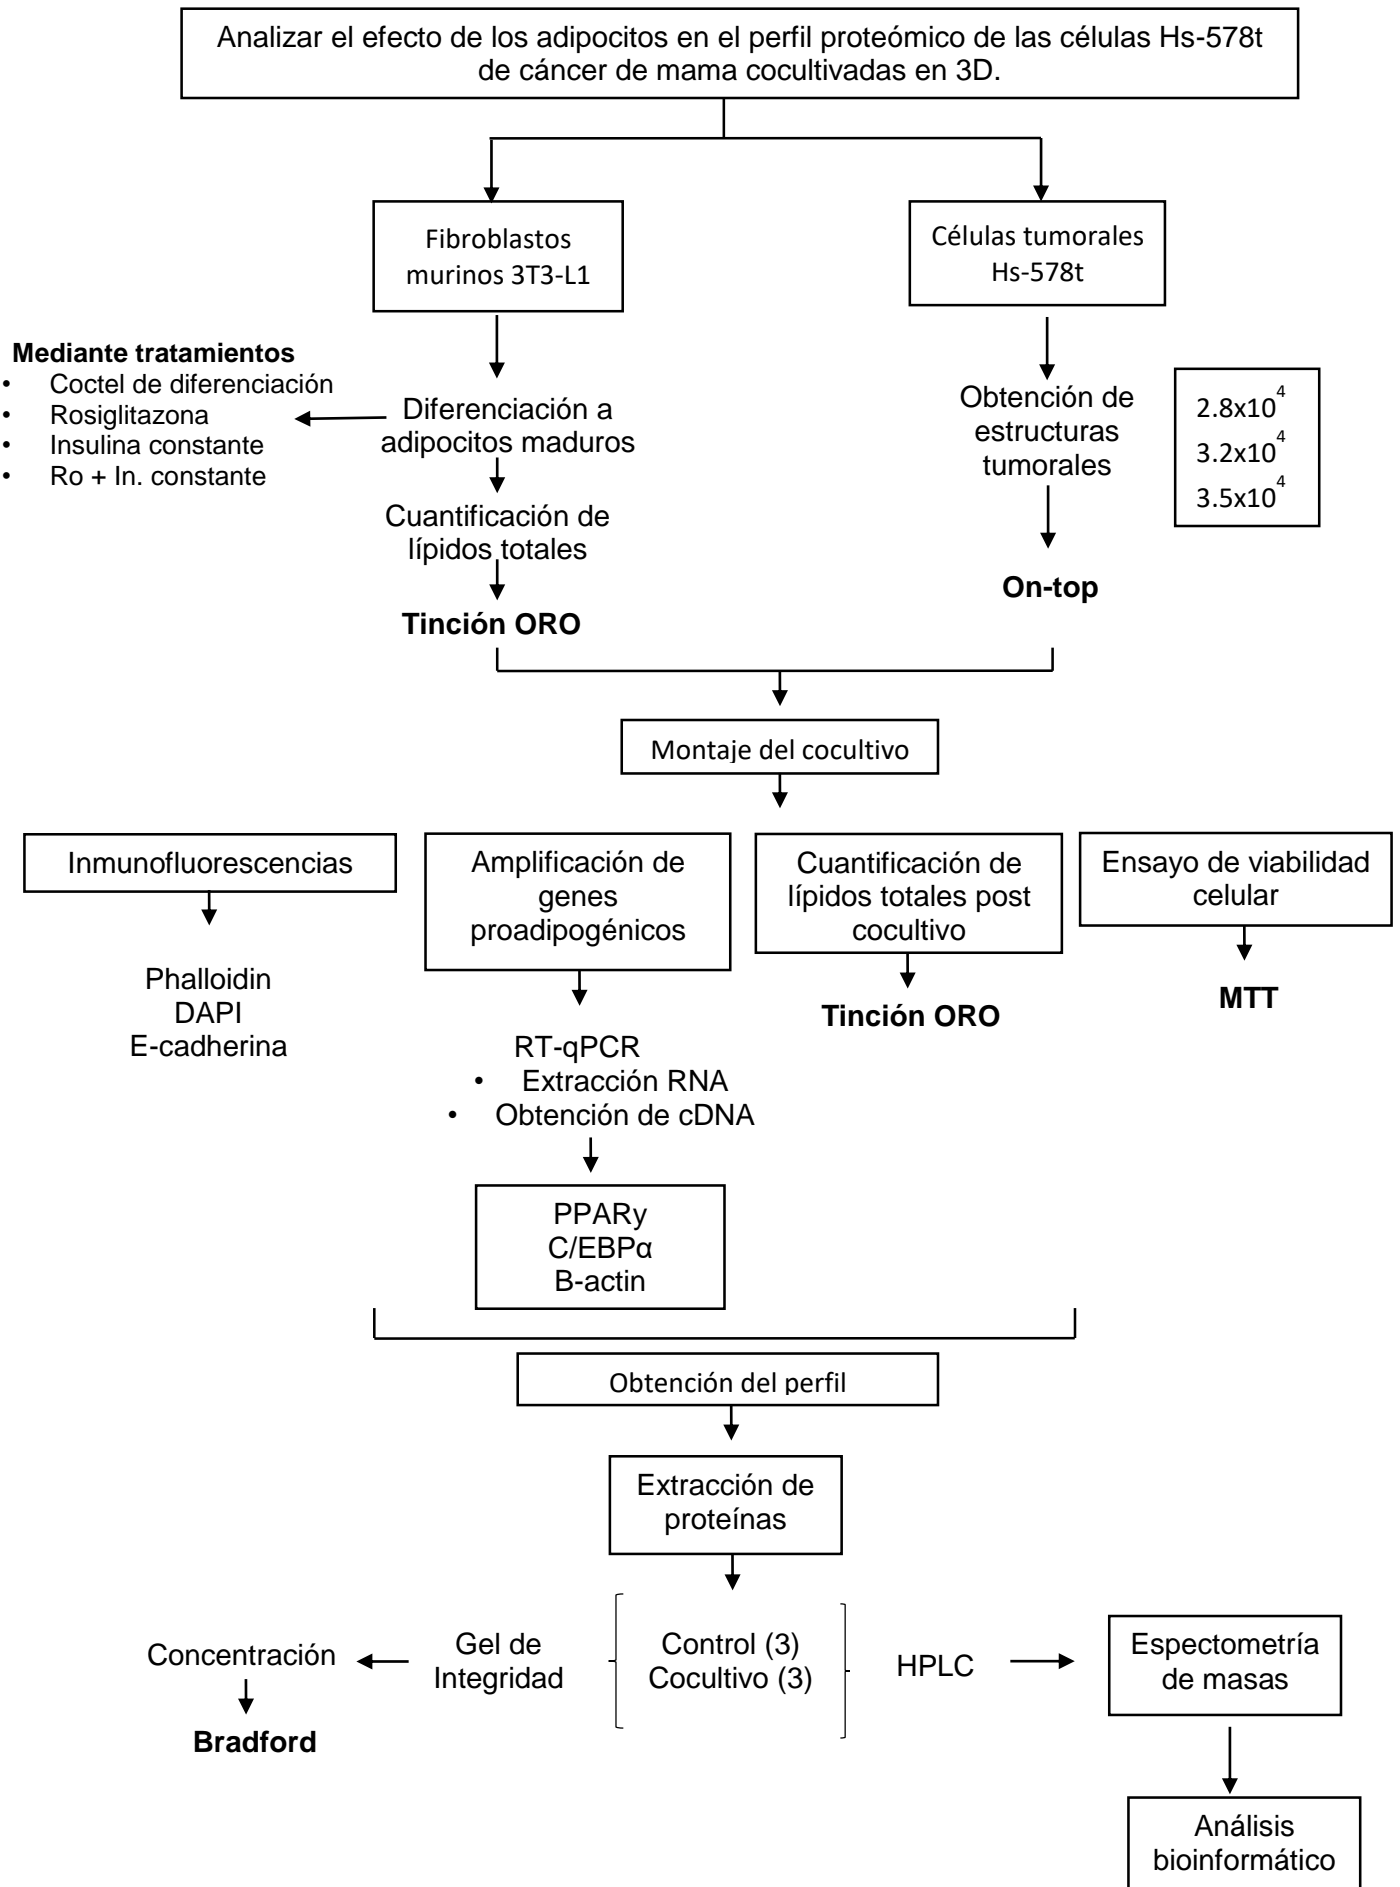 Analizar el efecto de los adipocitos en el perfil proteómico de las células Hs-578t
de cáncer de mama cocultivadas en 3D.
Fibroblastos
murinos 3T3-L1
Células tumorales
Hs-578t
Mediante tratamientos
• Coctel de diferenciación
• Rosiglitazona
• Insulina constante
• Ro + In. constante
Diferenciación a
adipocitos maduros
Cuantificación de
lípidos totales
Tinción ORO
Obtención de
estructuras
tumorales
2.8x10^4
3.2x10^4
3.5x10^4
On-top
Montaje del cocultivo
Inmunofluorescencias
Phalloidin
DAPI
E-cadherina
Amplificación de
genes
proadipogénicos
RT-qPCR
• Extracción RNA
• Obtención de cDNA
PPARy
C/EBPα
B-actin
Cuantificación de
lípidos totales post
cocultivo
Tinción ORO
Ensayo de viabilidad
celular
MTT
Obtención del perfil
Extracción de
proteínas
Concentración
Bradford
Gel de
Integridad
Control (3)
Cocultivo (3)
HPLC
Espectometría
de masas
Análisis
bioinformático